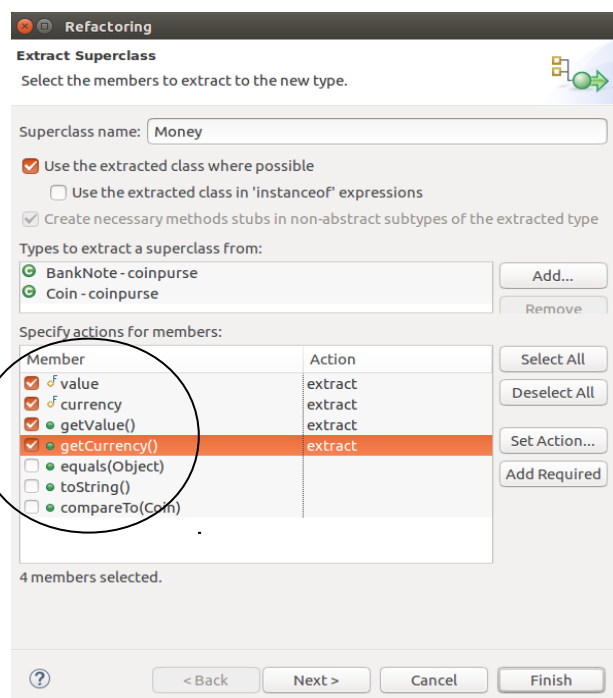 Refactoring
Extract Superclass
Select the members to extract to the new type.
Superclass name: Money
Use the extracted class where possible
Use the extracted class in 'instanceof' expressions
Create necessary methods stubs in non-abstract subtypes of the extracted type
Types to extract a superclass from:
BankNote - coinpurse Add...
Coin - coinpurse
Remove
Specify actions for members:
Member Action Select All
value extract
currency extract Deselect All
getValue() extract
getCurrency() extract Set Action...
equals(Object)
toString() Add Required
compareTo(Coin)
4 members selected.
? < Back Next > Cancel Finish